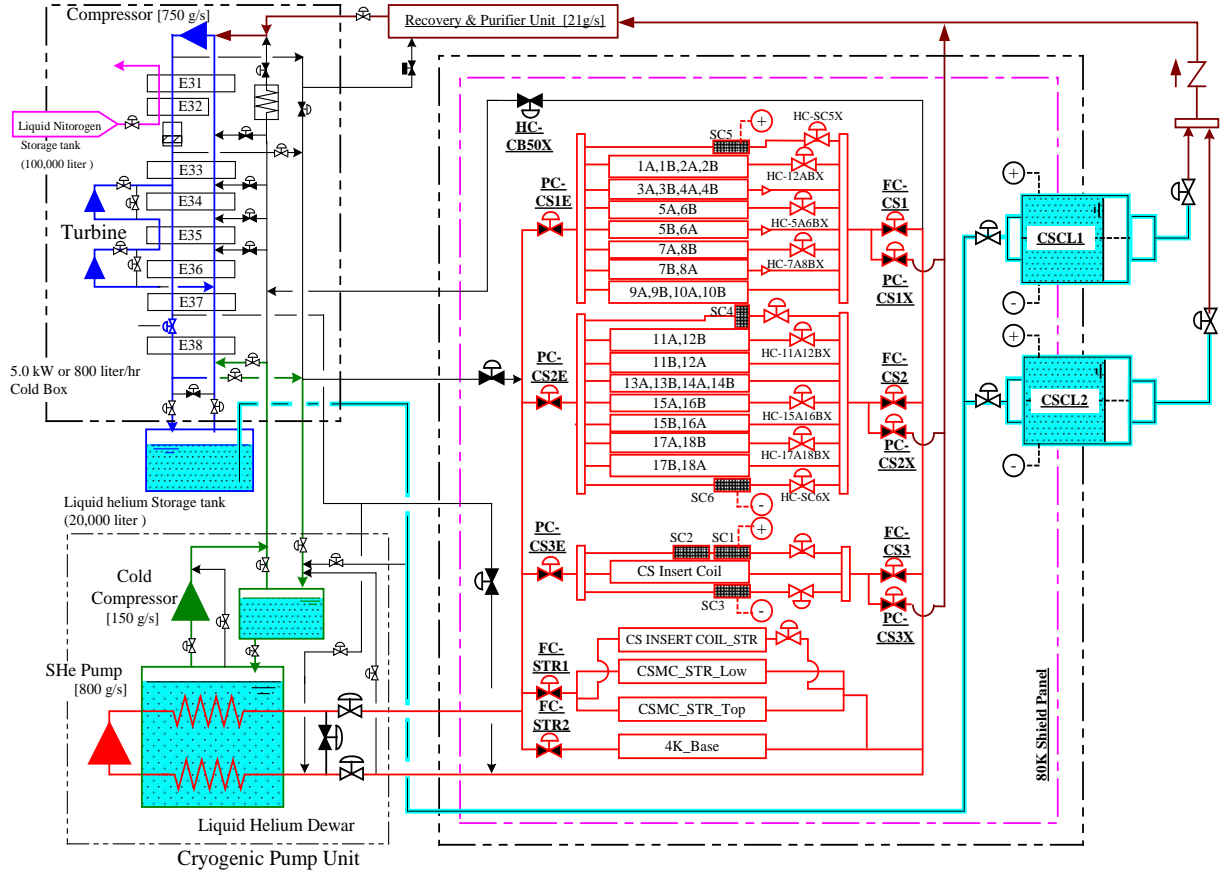 Compressor [750 g/s]
Recovery & Purifier Unit [21g/s]
E31
E32
Liquid Nitorogen
Storage tank
(100,000 liter )
E33
E34
Turbine
E35
E36
E37
E38
5.0 kW or 800 liter/hr
Cold Box
Liquid helium Storage tank
(20,000 liter )
Cold
Compressor
[150 g/s]
SHe Pump
[800 g/s]
Liquid Helium Dewar
Cryogenic Pump Unit
HC-
CB50X
+
SC5
HC-SC5X
1A,1B,2A,2B
HC-12ABX
3A,3B,4A,4B
5A,6B
HC-5A6BX
5B,6A
7A,8B
HC-7A8BX
7B,8A
9A,9B,10A,10B
PC-
CS1E
FC-
CS1
PC-
CS1X
SC4
11A,12B
HC-11A12BX
11B,12A
13A,13B,14A,14B
15A,16B
HC-15A16BX
15B,16A
17A,18B
HC-17A18BX
17B,18A
SC6
HC-SC6X
-
PC-
CS2E
FC-
CS2
PC-
CS2X
+
SC2
SC1
CS Insert Coil
SC3
-
PC-
CS3E
FC-
CS3
PC-
CS3X
CS INSERT COIL_STR
CSMC_STR_Low
CSMC_STR_Top
4K_Base
FC-
STR1
FC-
STR2
80K Shield Panel
+
CSCL1
-
+
CSCL2
-